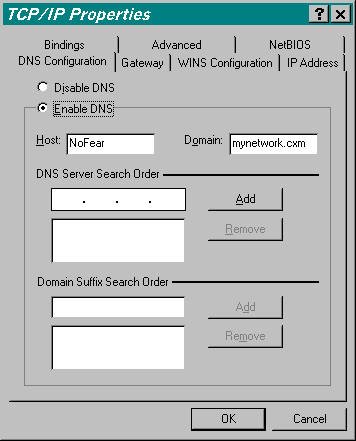 TCP/IP Properties ? X
Bindings Advanced NetBIOS
DNS Configuration Gateway WINS Configuration IP Address
Disable DNS
Enable DNS
Host: NoFear Domain: mynetwork.cxm
DNS Server Search Order
. . . Add
Remove
Domain Suffix Search Order
Add
Remove
OK Cancel